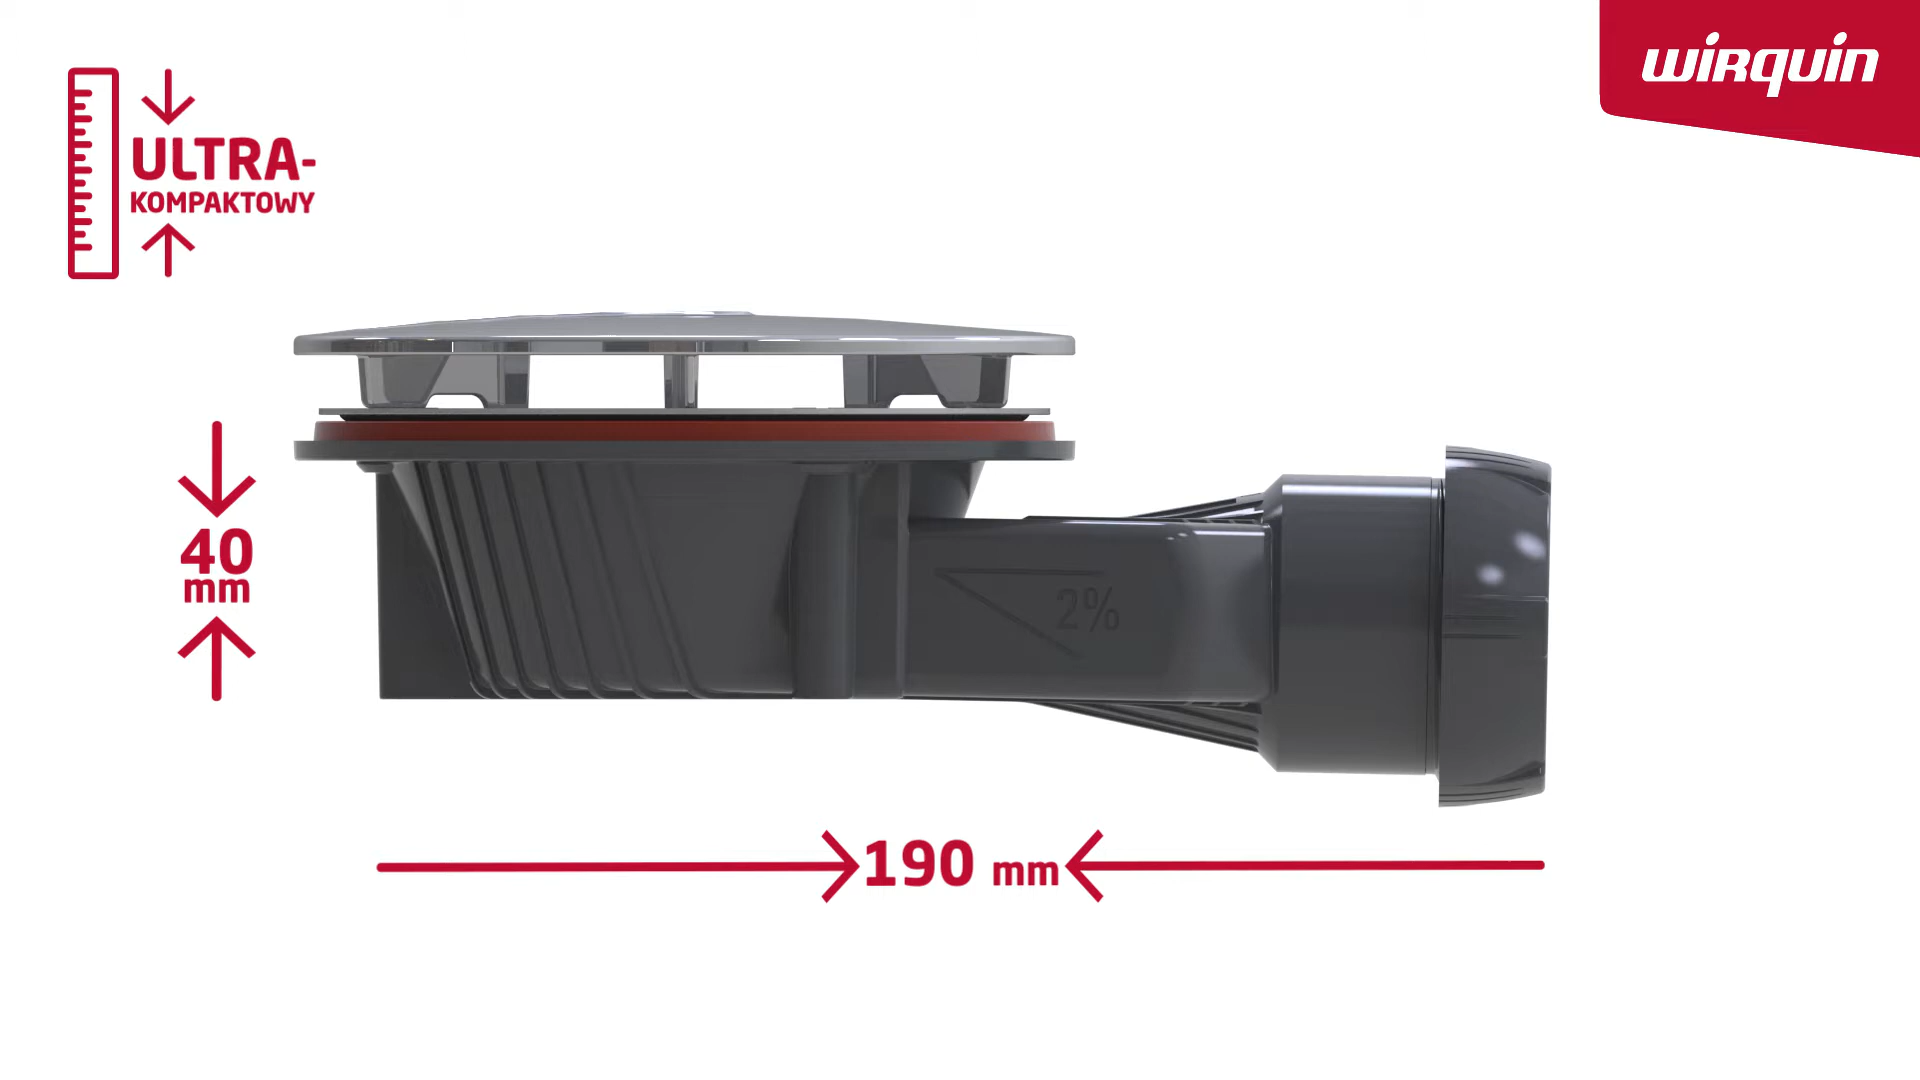 wirquin
ULTRA-
KOMPAKTOWY
40
mm
2%
190 mm